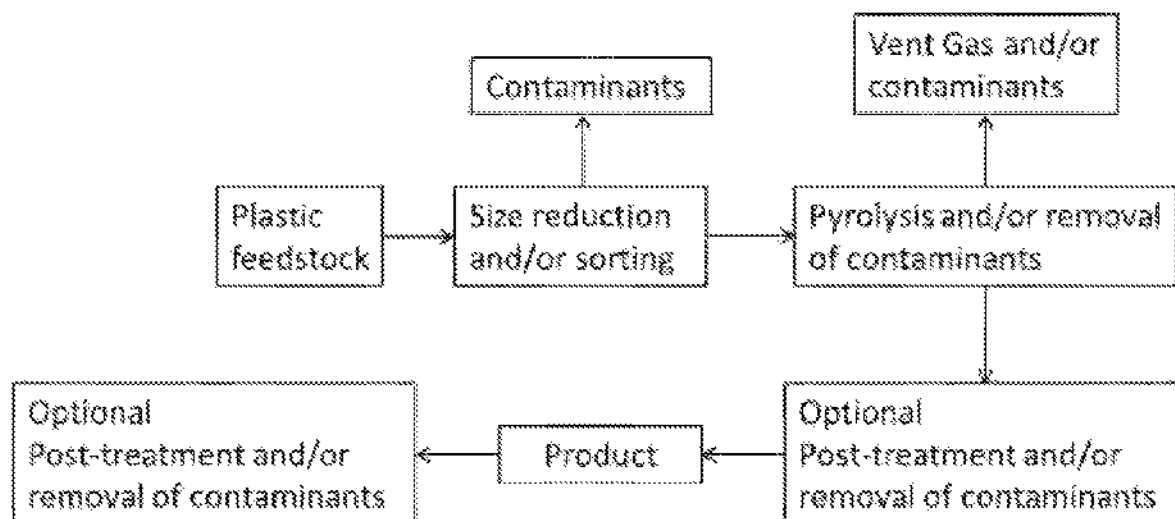 Contaminants
Vent Gas and/or
contaminants
Plastic
feedstock
Size reduction
and/or sorting
Pyrolysis and/or removal
of contaminants
Optional
Post-treatment and/or
removal of contaminants
Product
Optional
Post-treatment and/or
removal of contaminants